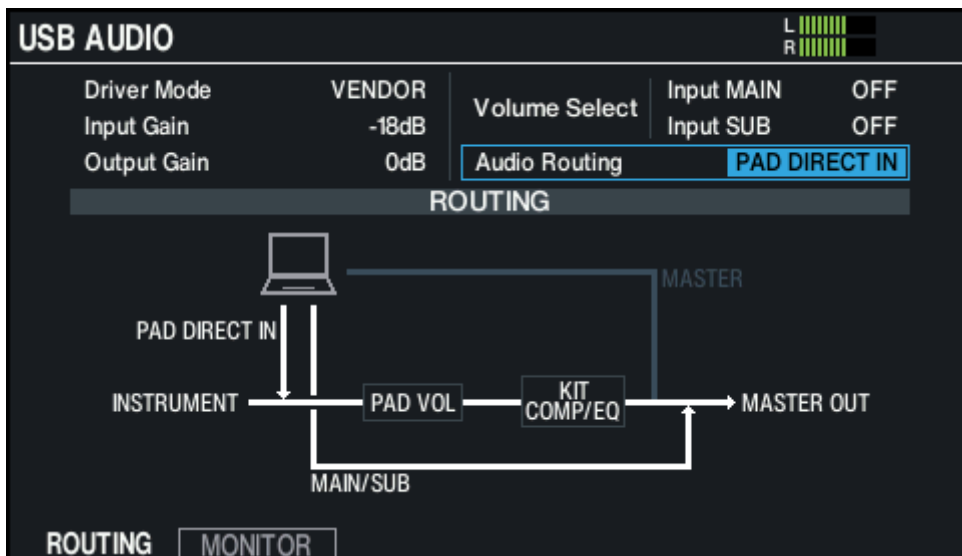 USB AUDIO
L
R
Driver Mode VENDOR
Input Gain -18dB
Output Gain 0dB
Volume Select
Input MAIN OFF
Input SUB OFF
Audio Routing PAD DIRECT IN
ROUTING
MASTER
PAD DIRECT IN
INSTRUMENT
PAD VOL
KIT
COMP/EQ
MASTER OUT
MAIN/SUB
ROUTING MONITOR